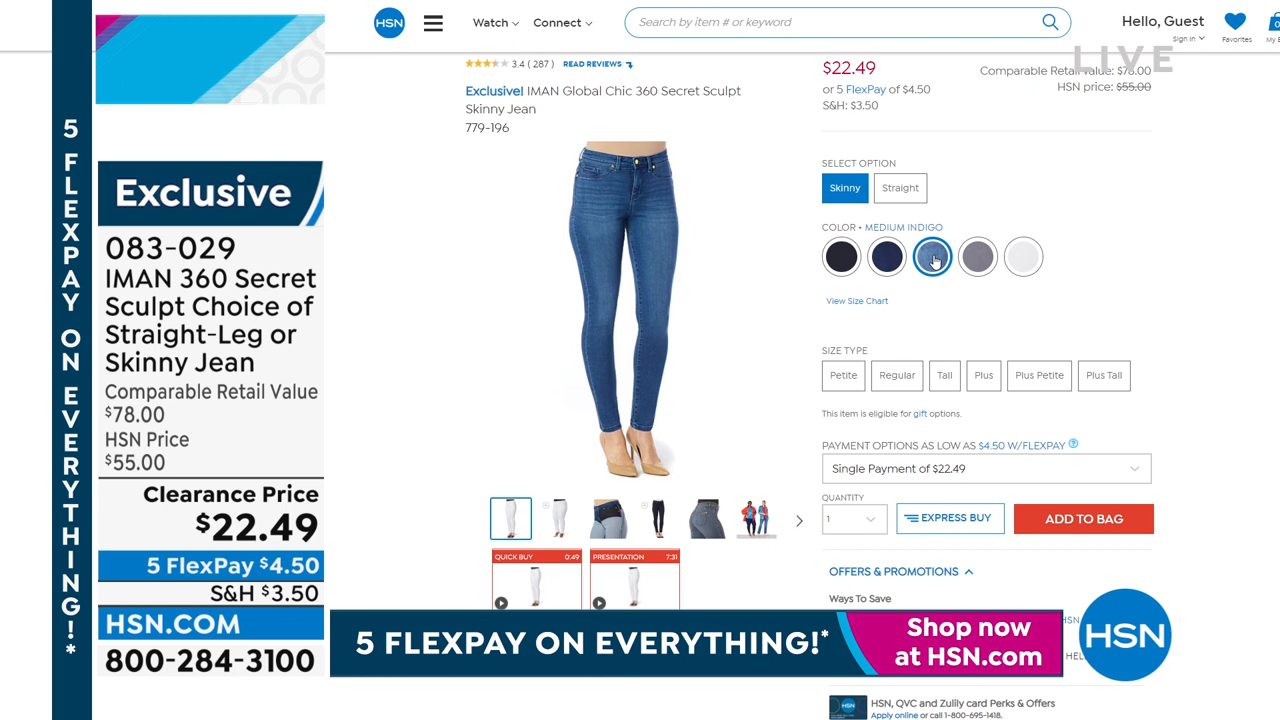 5 FLEXPAY ON EVERYTHING!*
Exclusive
083-029
IMAN 360 Secret
Sculpt Choice of
Straight-Leg or
Skinny Jean
Comparable Retail Value
$78.00
HSN Price
$55.00
Clearance Price
$22.49
5 FlexPay $4.50
S&H $3.50
HSN.COM
800-284-3100
HSN
Watch
Connect
Search by item # or keyword
Hello, Guest
Sign In
Favorites
0
LIVE
3.4 ( 287 ) READ REVIEWS
Exclusive! IMAN Global Chic 360 Secret Sculpt
Skinny Jean
779-196
$22.49
or 5 FlexPay of $4.50
S&H: $3.50
Comparable Retail Value: $78.00
HSN price: $55.00
SELECT OPTION
Skinny
Straight
COLOR • MEDIUM INDIGO
View Size Chart
SIZE TYPE
Petite
Regular
Tall
Plus
Plus Petite
Plus Tall
This item is eligible for gift options.
PAYMENT OPTIONS AS LOW AS $4.50 W/FLEXPAY ?
Single Payment of $22.49
QUANTITY
1
EXPRESS BUY
ADD TO BAG
QUICK BUY 0:49
PRESENTATION 7:31
OFFERS & PROMOTIONS
Ways To Save
5 FLEXPAY ON EVERYTHING!*
Shop now
at HSN.com
HSN
HSN
HSN, QVC and Zulily card Perks & Offers
Apply online or call 1-800-695-1418.